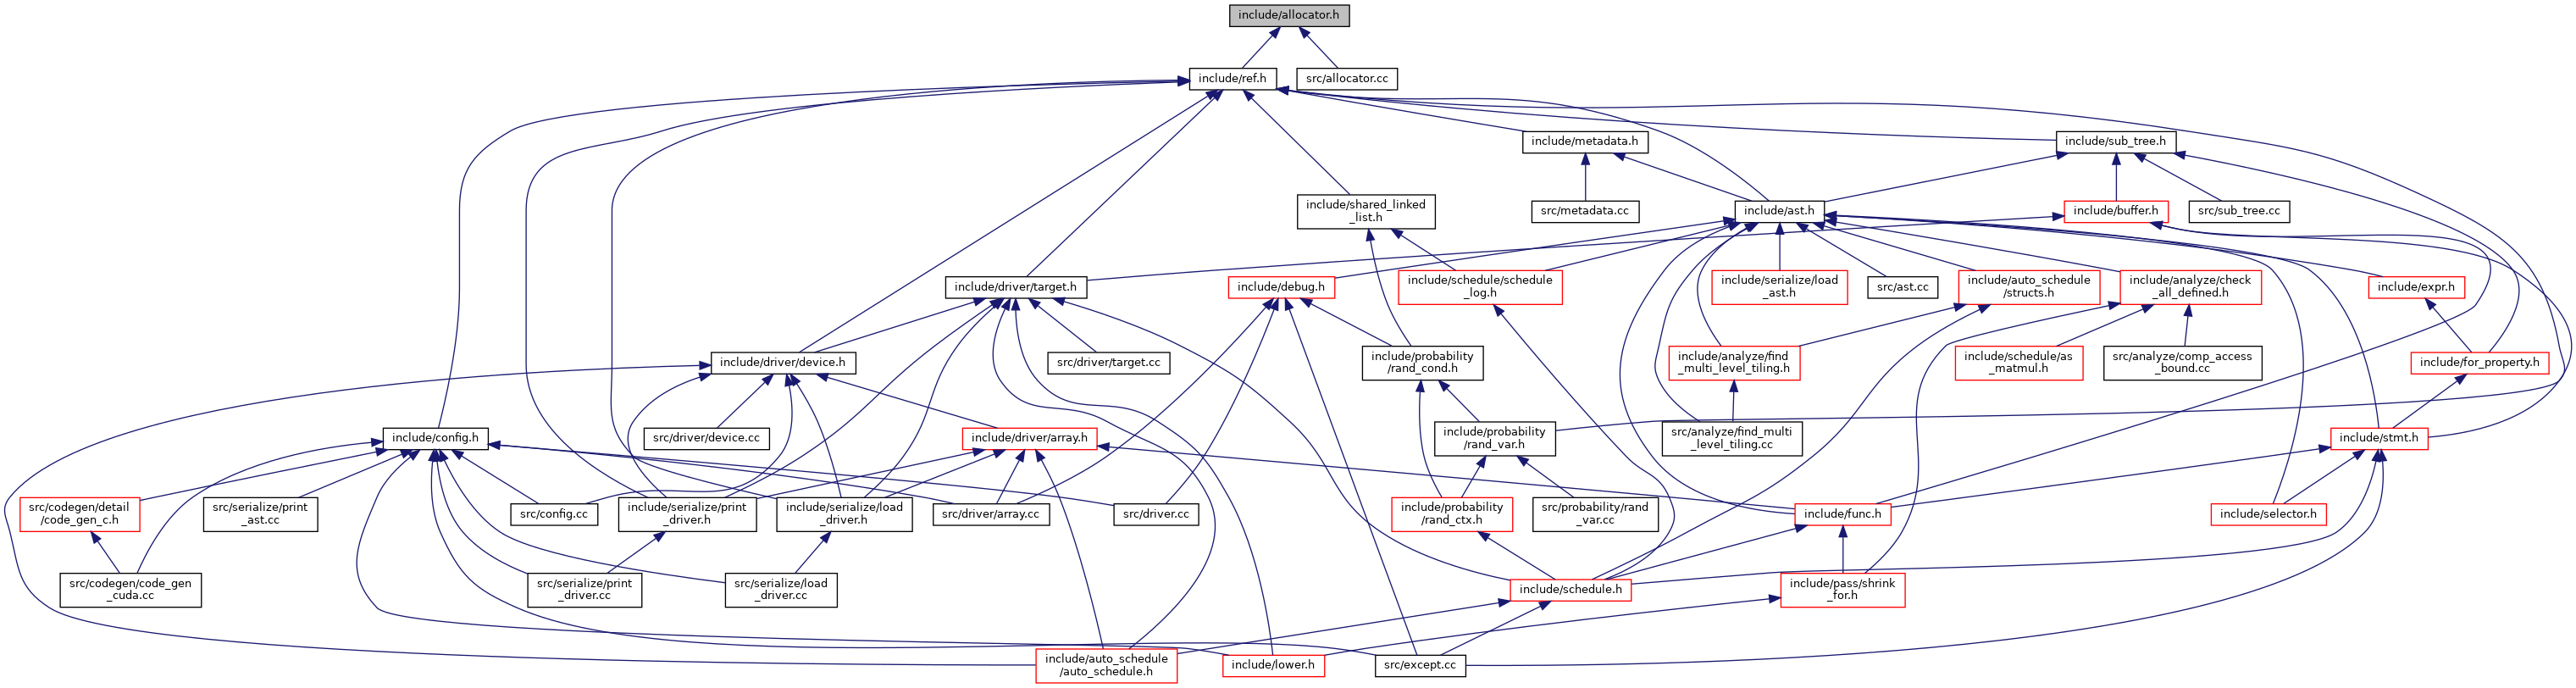 include/allocator.h
include/ref.h
src/allocator.cc
include/metadata.h
include/sub_tree.h
include/shared_linked
_list.h
src/metadata.cc
include/ast.h
include/buffer.h
src/sub_tree.cc
include/driver/target.h
include/debug.h
include/schedule/schedule
_log.h
include/serialize/load
_ast.h
src/ast.cc
include/auto_schedule
/structs.h
include/analyze/check
_all_defined.h
include/expr.h
include/driver/device.h
src/driver/target.cc
include/probability
/rand_cond.h
include/analyze/find
_multi_level_tiling.h
include/schedule/as
_matmul.h
src/analyze/comp_access
_bound.cc
include/for_property.h
include/config.h
src/driver/device.cc
include/driver/array.h
include/probability
/rand_var.h
src/analyze/find_multi
_level_tiling.cc
include/stmt.h
src/codegen/detail
/code_gen_c.h
src/serialize/print
_ast.cc
src/config.cc
include/serialize/print
_driver.h
include/serialize/load
_driver.h
src/driver/array.cc
src/driver.cc
include/probability
/rand_ctx.h
src/probability/rand
_var.cc
include/func.h
include/selector.h
src/codegen/code_gen
_cuda.cc
src/serialize/print
_driver.cc
src/serialize/load
_driver.cc
include/schedule.h
include/pass/shrink
_for.h
include/auto_schedule
/auto_schedule.h
include/lower.h
src/except.cc